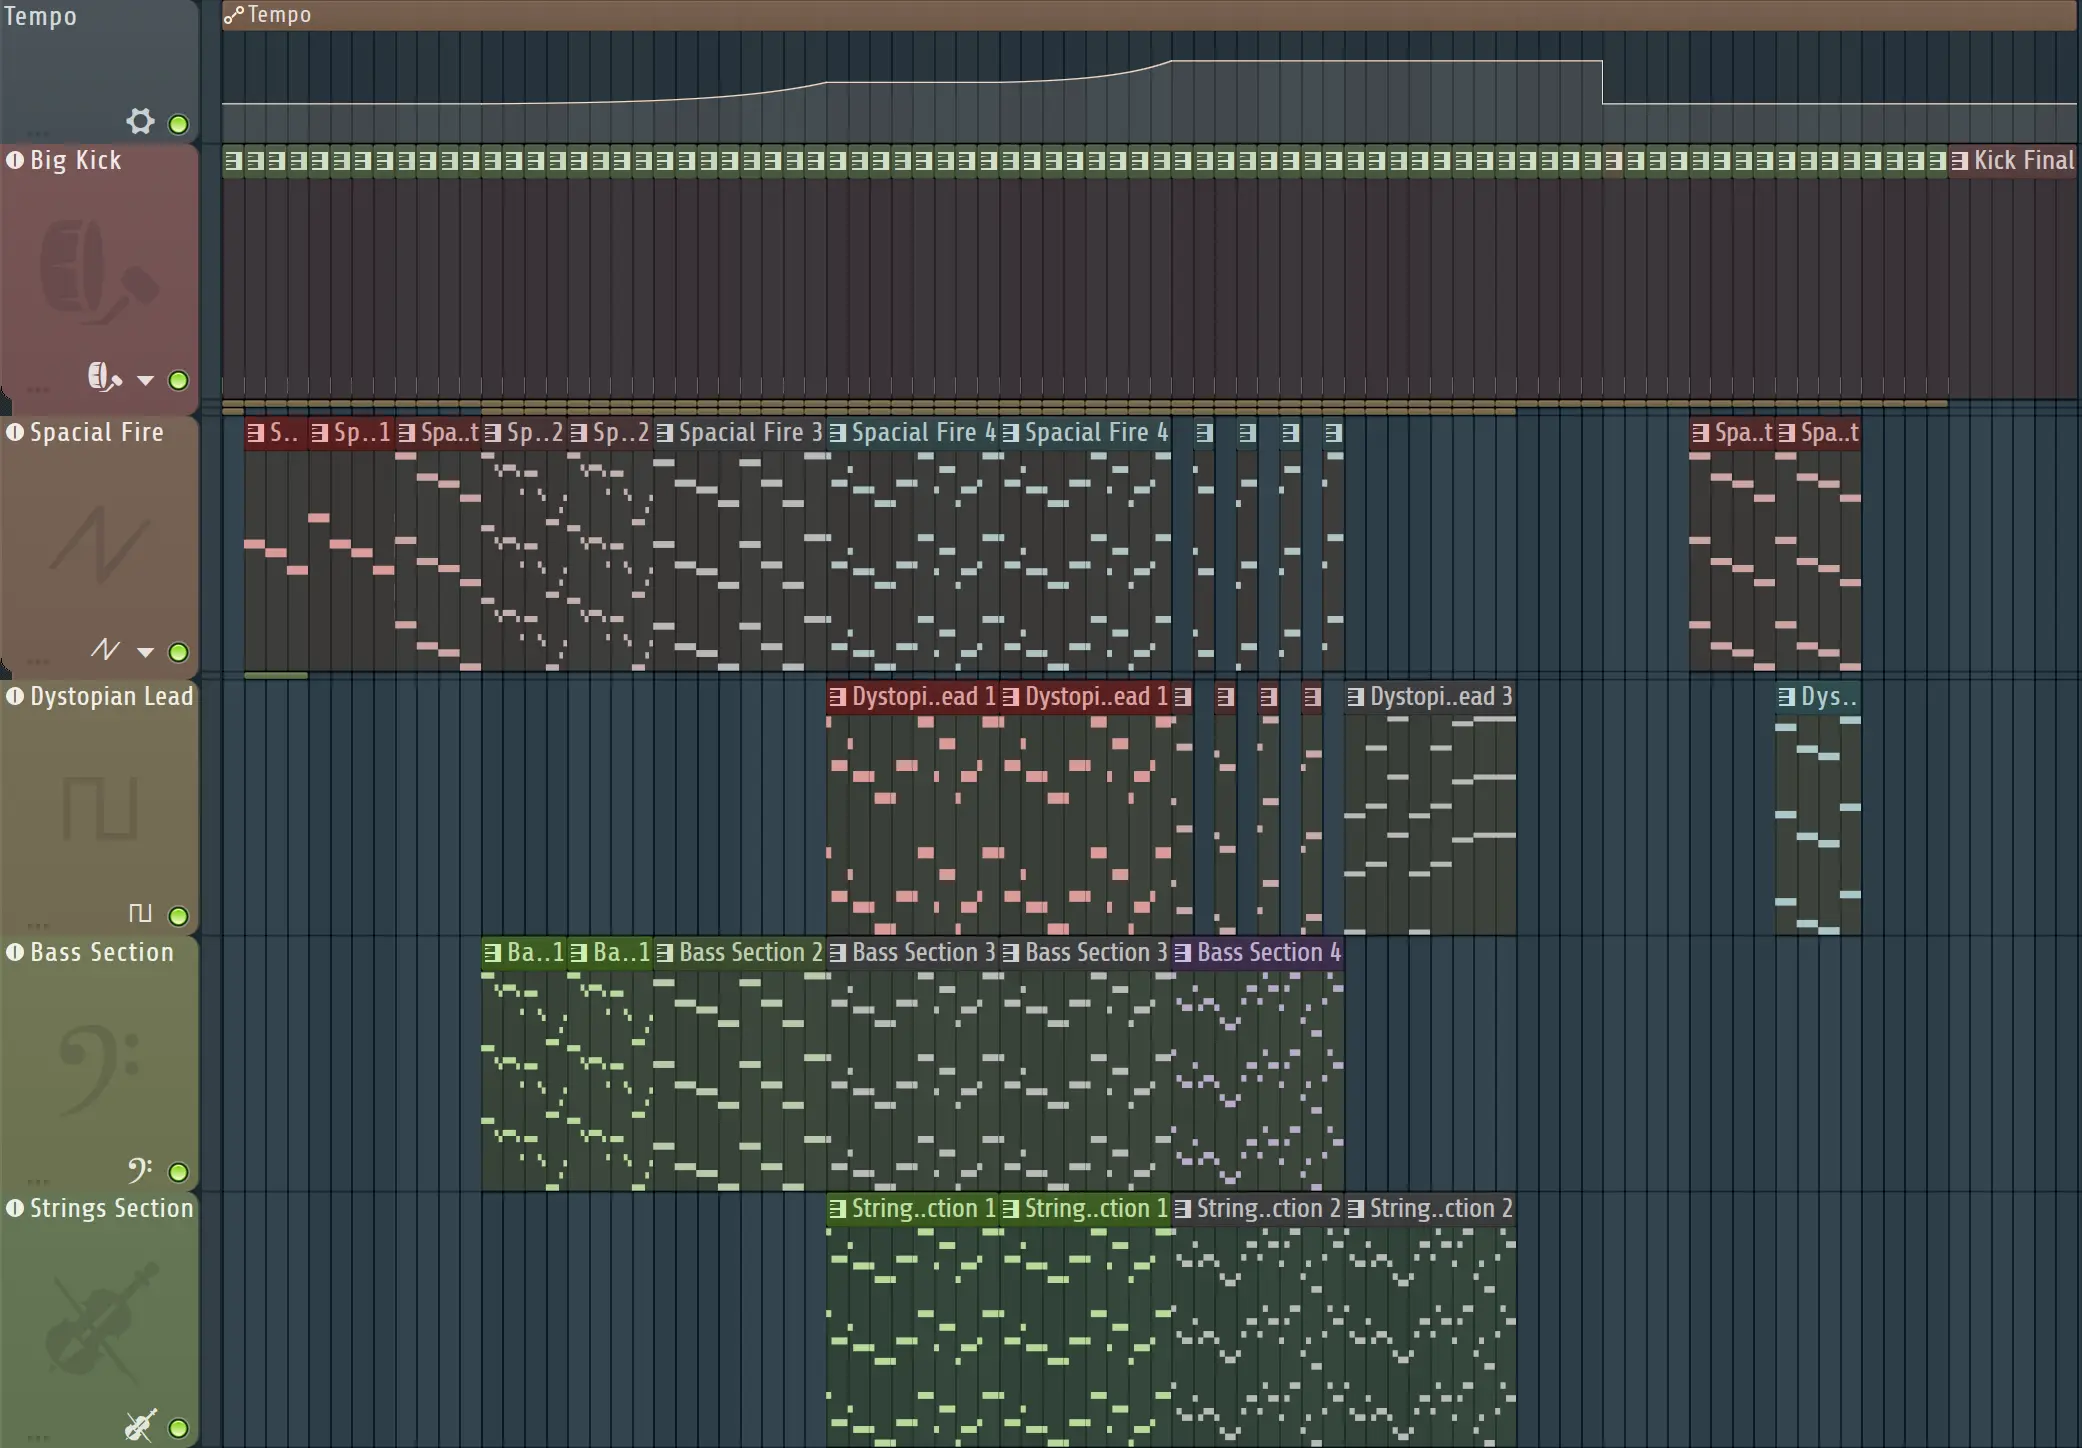 Tempo
Tempo
Big Kick
Kick Final
Spacial Fire
S.. Sp..1 Spa..t Sp..2 Sp..2 Spacial Fire 3 Spacial Fire 4 Spacial Fire 4 Spa..t Spa..t
Dystopian Lead
Dystopi..ead 1 Dystopi..ead 1 Dystopi..ead 3 Dys..
Bass Section
Ba..1 Ba..1 Bass Section 2 Bass Section 3 Bass Section 3 Bass Section 4
Strings Section
String..ction 1 String..ction 1 String..ction 2 String..ction 2